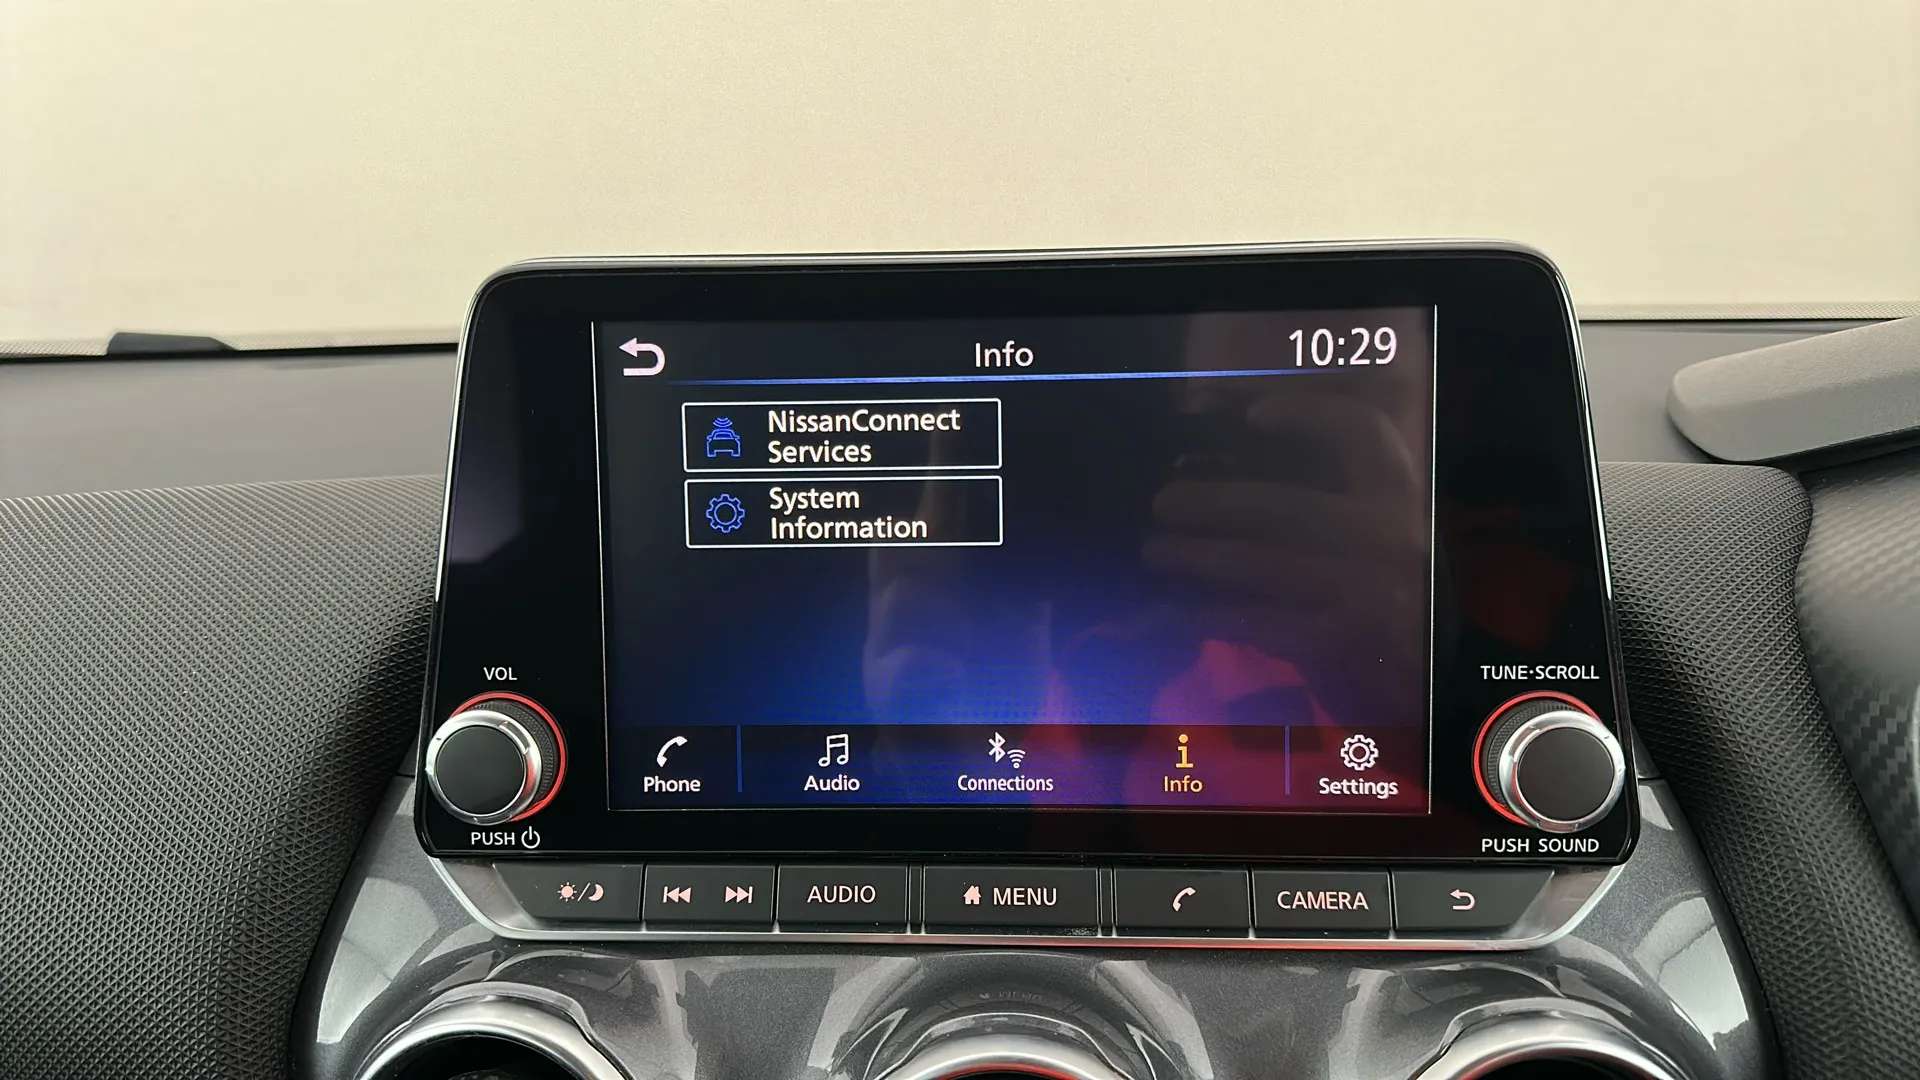 Info
10:29
NissanConnect
Services
System
Information
VOL
TUNE·SCROLL
Phone
Audio
Connections
Info
Settings
PUSH
PUSH SOUND
AUDIO
MENU
CAMERA